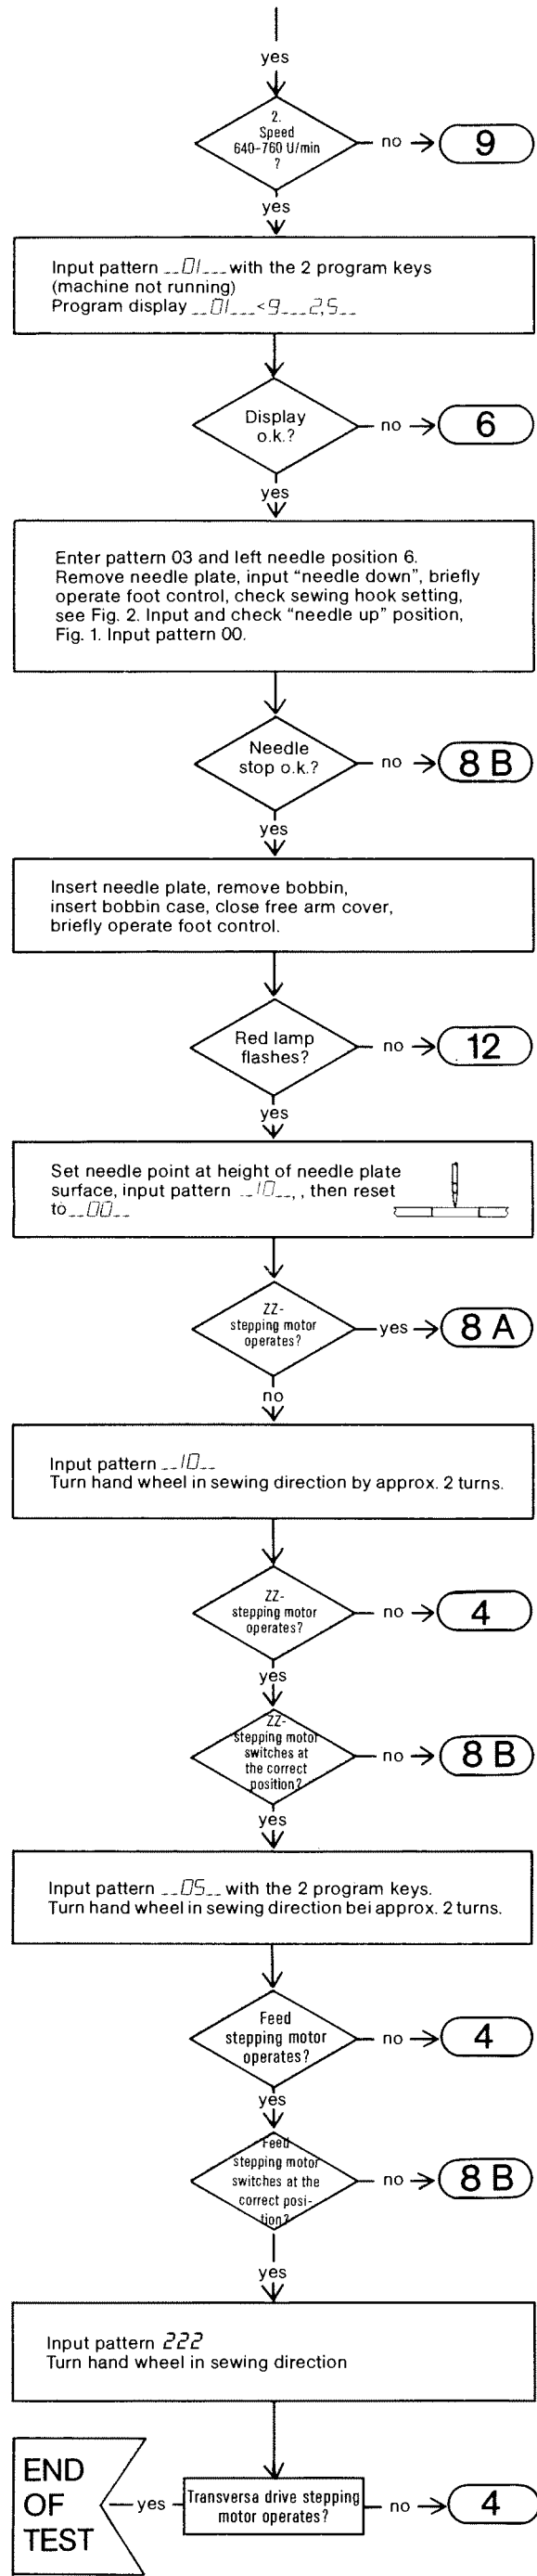 yes
2.
Speed
640-760 U/min
?
no
9
yes
Input pattern __01__ with the 2 program keys
(machine not running)
Program display __01__<9___2,5__
Display
o.k.?
no
6
yes
Enter pattern 03 and left needle position 6.
Remove needle plate, input “needle down”, briefly
operate foot control, check sewing hook setting,
see Fig. 2. Input and check “needle up” position,
Fig. 1. Input pattern 00.
Needle
stop o.k.?
no
8 B
yes
Insert needle plate, remove bobbin,
insert bobbin case, close free arm cover,
briefly operate foot control.
Red lamp
flashes?
no
12
yes
Set needle point at height of needle plate
surface, input pattern __10__, , then reset
to __00__
ZZ-
stepping motor
operates?
yes
8 A
no
Input pattern __10__
Turn hand wheel in sewing direction by approx. 2 turns.
ZZ-
stepping motor
operates?
no
4
yes
ZZ-
stepping motor
switches at
the correct
position?
no
8 B
yes
Input pattern __05__ with the 2 program keys.
Turn hand wheel in sewing direction bei approx. 2 turns.
Feed
stepping motor
operates?
no
4
yes
Feed
stepping motor
switches at the
correct posi-
tion?
no
8 B
yes
Input pattern 222
Turn hand wheel in sewing direction
END
OF
TEST
yes
Transversa drive stepping
motor operates?
no
4